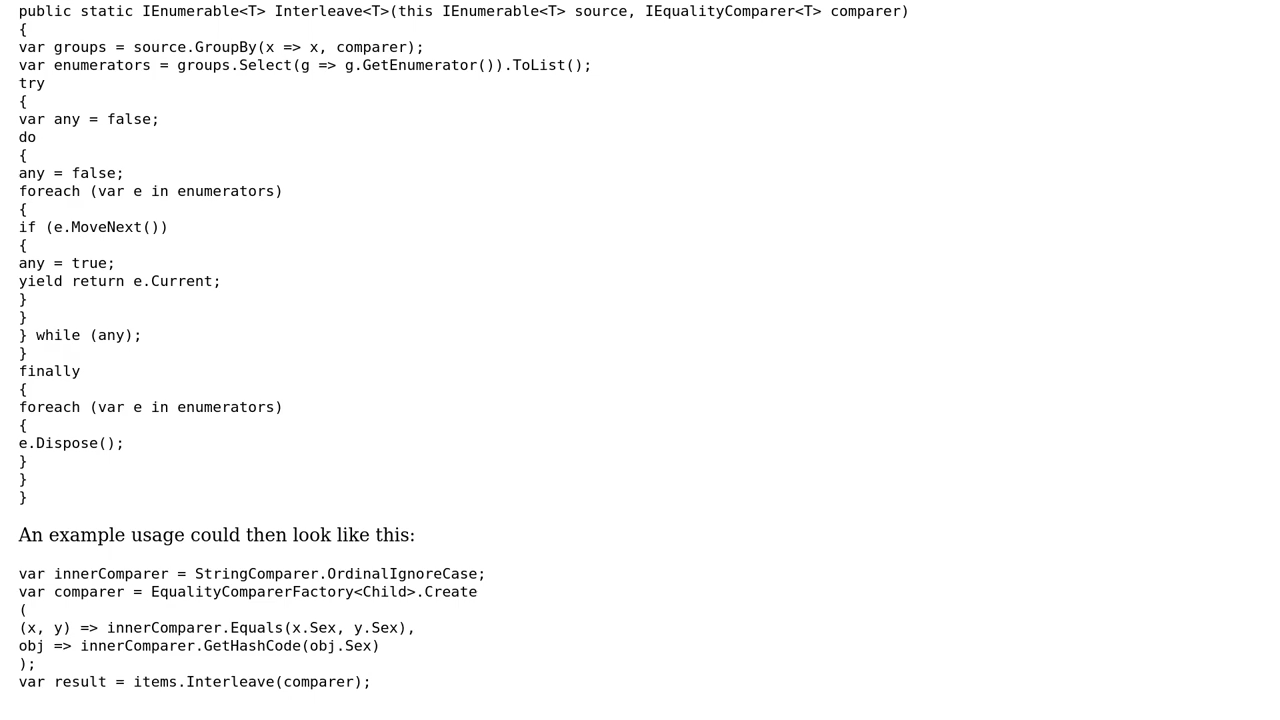 public static IEnumerable<T> Interleave<T>(this IEnumerable<T> source, IEqualityComparer<T> comparer)
{
var groups = source.GroupBy(x => x, comparer);
var enumerators = groups.Select(g => g.GetEnumerator()).ToList();
try
{
var any = false;
do
{
any = false;
foreach (var e in enumerators)
{
if (e.MoveNext())
{
any = true;
yield return e.Current;
}
}
} while (any);
}
finally
{
foreach (var e in enumerators)
{
e.Dispose();
}
}
}
An example usage could then look like this:
var innerComparer = StringComparer.OrdinalIgnoreCase;
var comparer = EqualityComparerFactory<Child>.Create
(
(x, y) => innerComparer.Equals(x.Sex, y.Sex),
obj => innerComparer.GetHashCode(obj.Sex)
);
var result = items.Interleave(comparer);